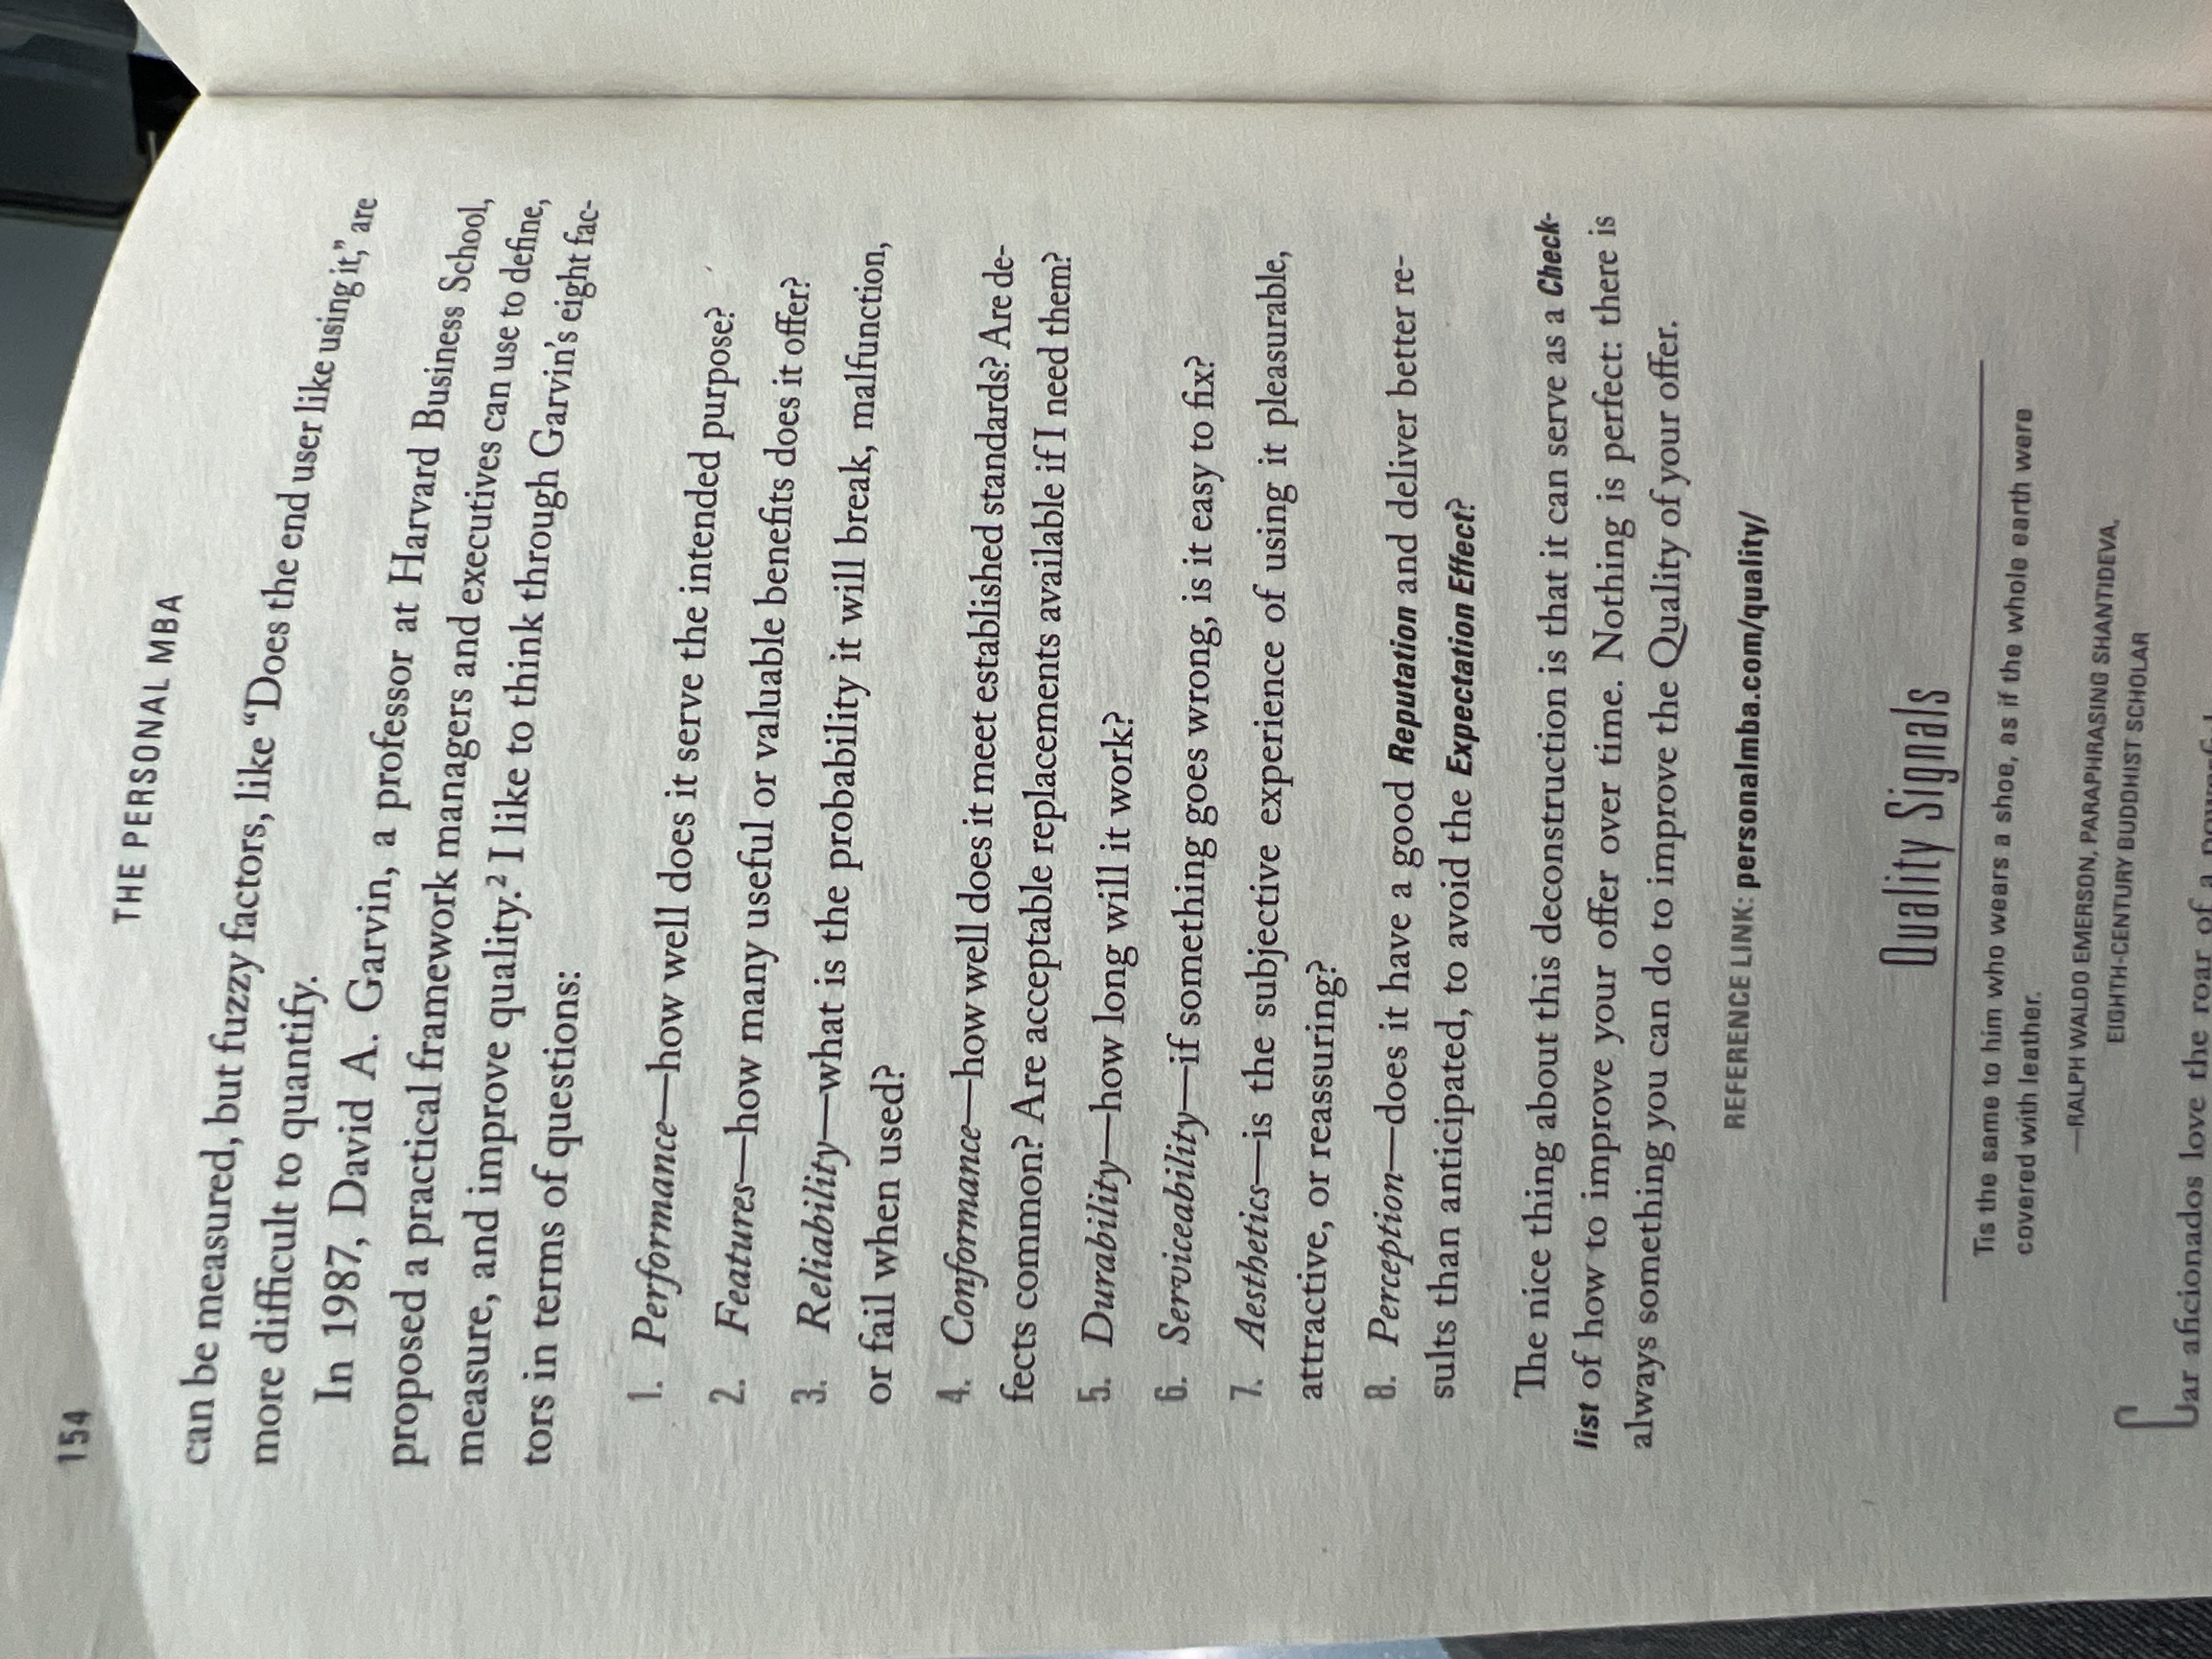 154
THE PERSONAL MBA
can be measured, but fuzzy factors, like “Does the end user like using it,” are
more difficult to quantify.
In 1987, David A. Garvin, a professor at Harvard Business School,
proposed a practical framework managers and executives can use to define,
measure, and improve quality.² I like to think through Garvin’s eight fac-
tors in terms of questions:
1. Performance—how well does it serve the intended purpose?
2. Features—how many useful or valuable benefits does it offer?
3. Reliability—what is the probability it will break, malfunction,
or fail when used?
4. Conformance—how well does it meet established standards? Are de-
fects common? Are acceptable replacements available if I need them?
5. Durability—how long will it work?
6. Serviceability—if something goes wrong, is it easy to fix?
7. Aesthetics—is the subjective experience of using it pleasurable,
attractive, or reassuring?
8. Perception—does it have a good Reputation and deliver better re-
sults than anticipated, to avoid the Expectation Effect?
The nice thing about this deconstruction is that it can serve as a Check-
list of how to improve your offer over time. Nothing is perfect: there is
always something you can do to improve the Quality of your offer.
REFERENCE LINK: personalmba.com/quality/
Quality Signals
Tis the same to him who wears a shoe, as if the whole earth were
covered with leather.
—RALPH WALDO EMERSON, PARAPHRASING SHANTIDEVA,
EIGHTH-CENTURY BUDDHIST SCHOLAR
Car aficionados love the roar of a